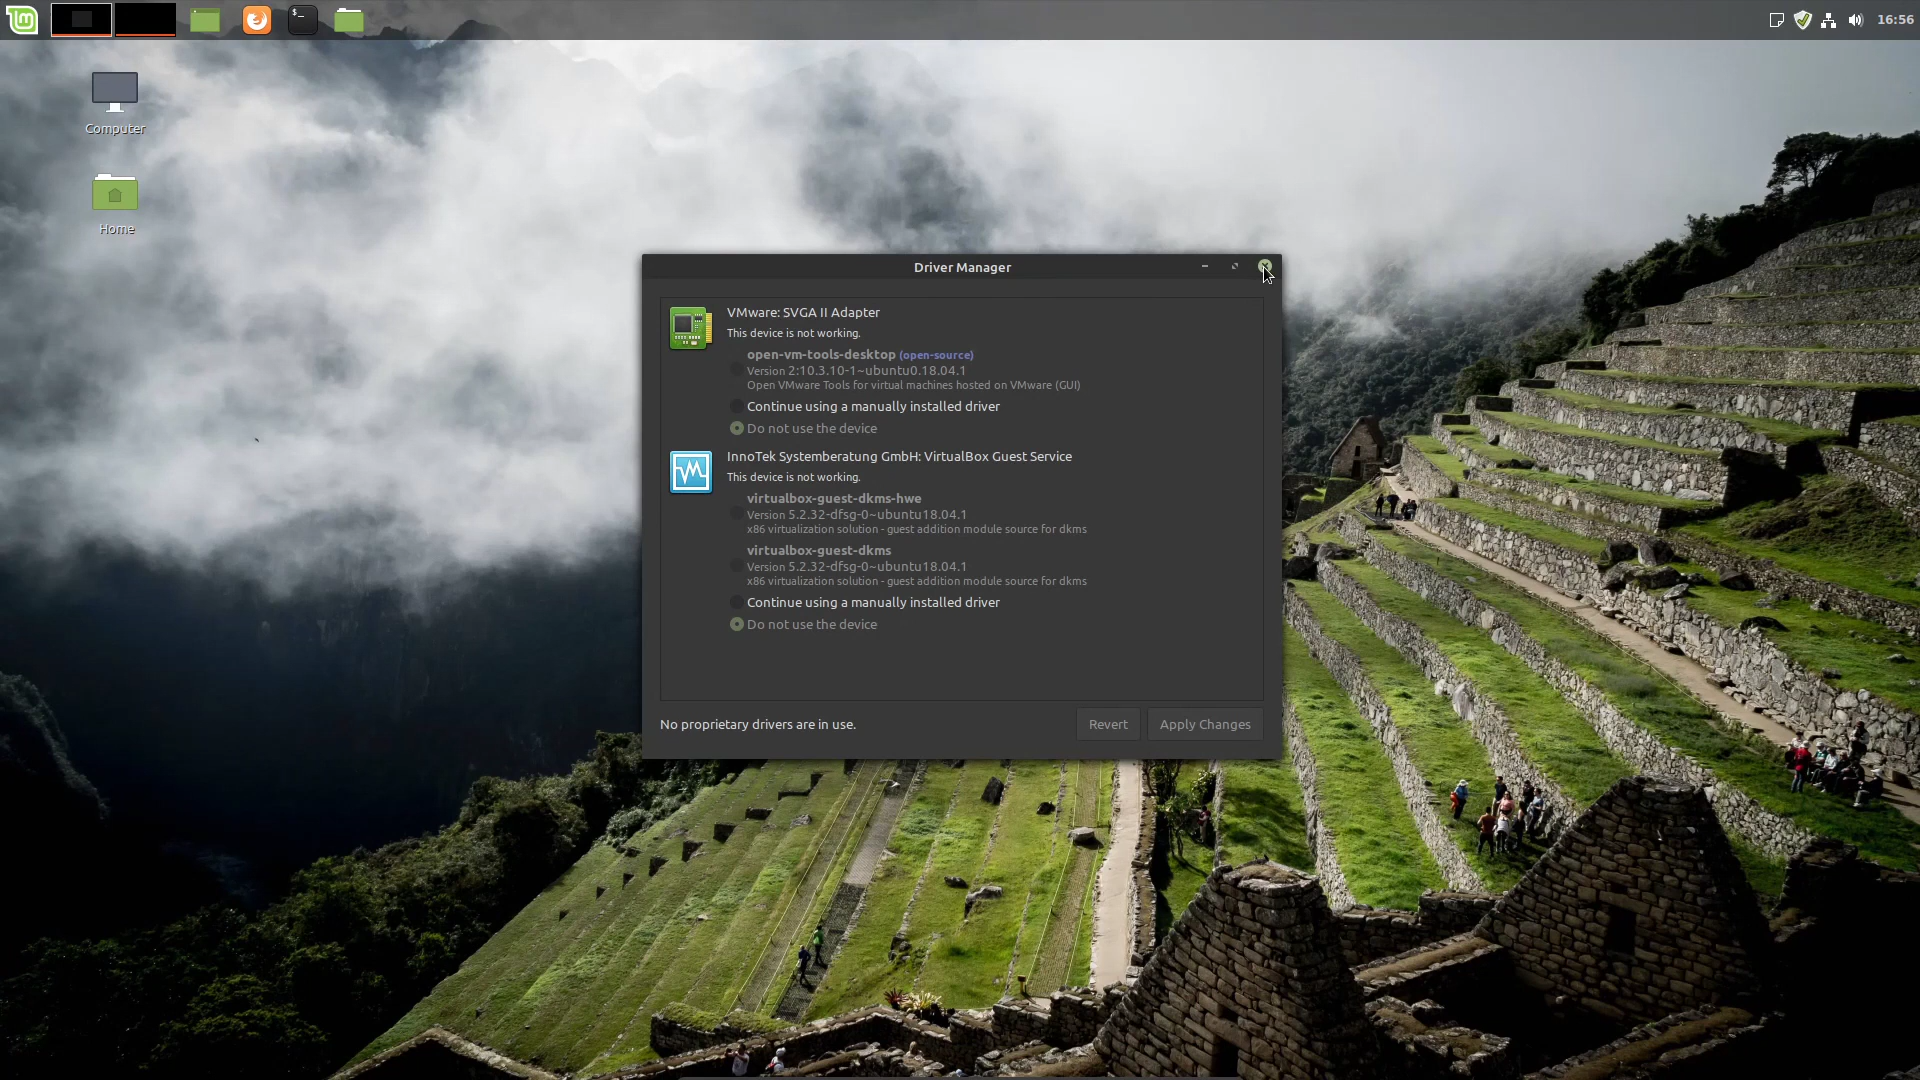 16:56
Computer
Home
Driver Manager
VMware: SVGA II Adapter
This device is not working.
open-vm-tools-desktop (open-source)
Version 2:10.3.10-1~ubuntu0.18.04.1
Open VMware Tools for virtual machines hosted on VMware (GUI)
Continue using a manually installed driver
Do not use the device
InnoTek Systemberatung GmbH: VirtualBox Guest Service
This device is not working.
virtualbox-guest-dkms-hwe
Version 5.2.32-dfsg-0~ubuntu18.04.1
x86 virtualization solution - guest addition module source for dkms
virtualbox-guest-dkms
Version 5.2.32-dfsg-0~ubuntu18.04.1
x86 virtualization solution - guest addition module source for dkms
Continue using a manually installed driver
Do not use the device
No proprietary drivers are in use.
Revert
Apply Changes